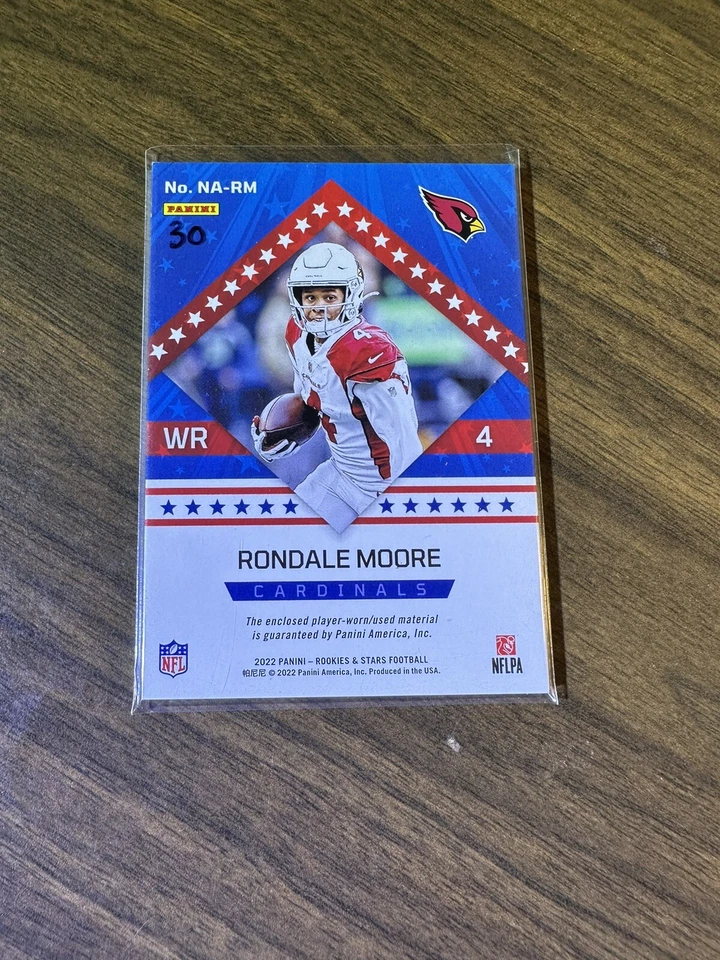 No. NA-RM
PANINI
30
4
WR
4
4
RONDALE MOORE
CARDINALS
The enclosed player-worn/used material
is guaranteed by Panini America, Inc.
NFL
NFLPA
2022 PANINI – ROOKIES & STARS FOOTBALL
帕尼尼 © 2022 Panini America, Inc. Produced in the USA.